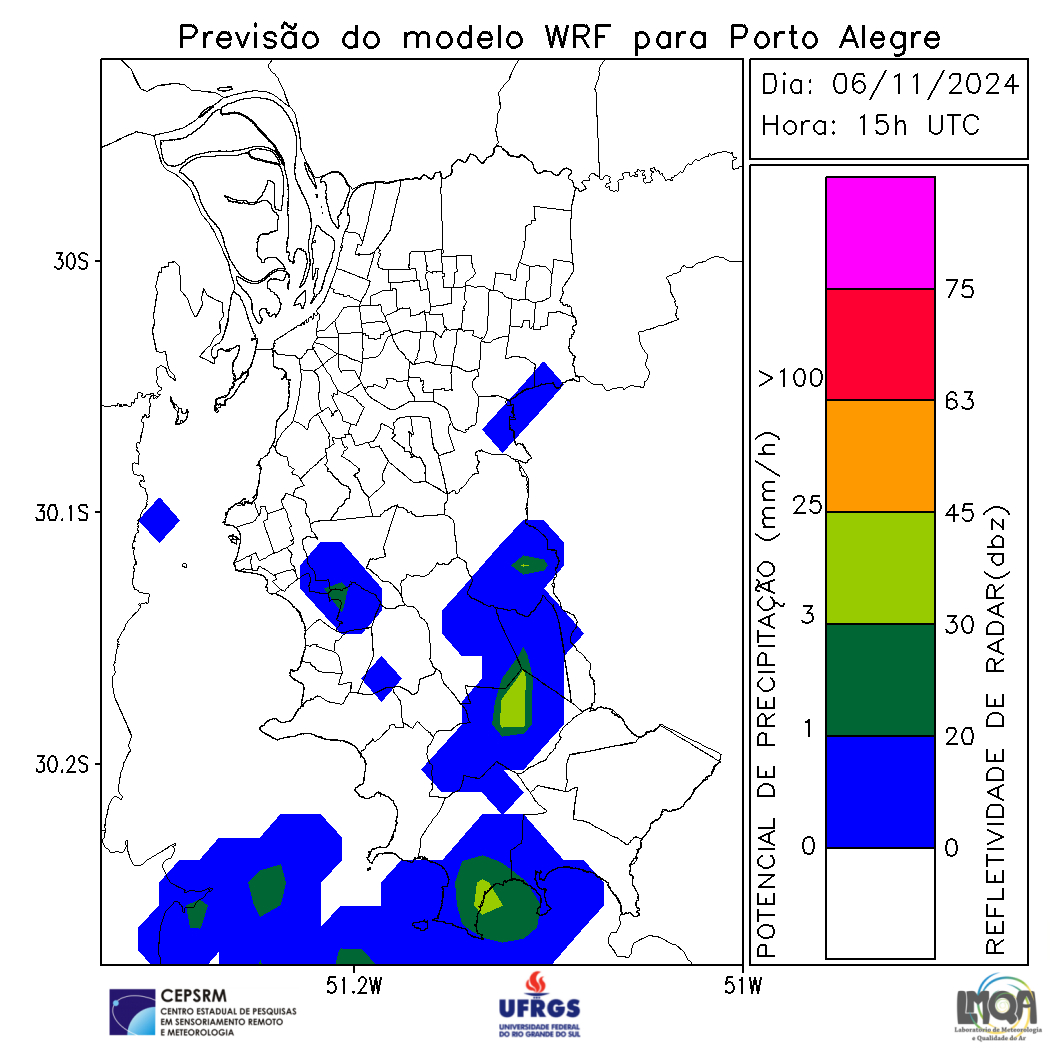 Previsão do modelo WRF para Porto Alegre
Dia: 06/11/2024
Hora: 15h UTC
30S
30.1S
30.2S
51.2W
51W
POTENCIAL DE PRECIPITAÇÃO (mm/h)
>100
25
3
1
0
75
63
45
30
20
0
REFLETIVIDADE DE RADAR(dbz)
CEPSRM
CENTRO ESTADUAL DE PESQUISAS
EM SENSORIAMENTO REMOTO
E METEOROLOGIA
UFRGS
UNIVERSIDADE FEDERAL
DO RIO GRANDE DO SUL
LMQA
Laboratório de Meteorologia
e Qualidade do Ar